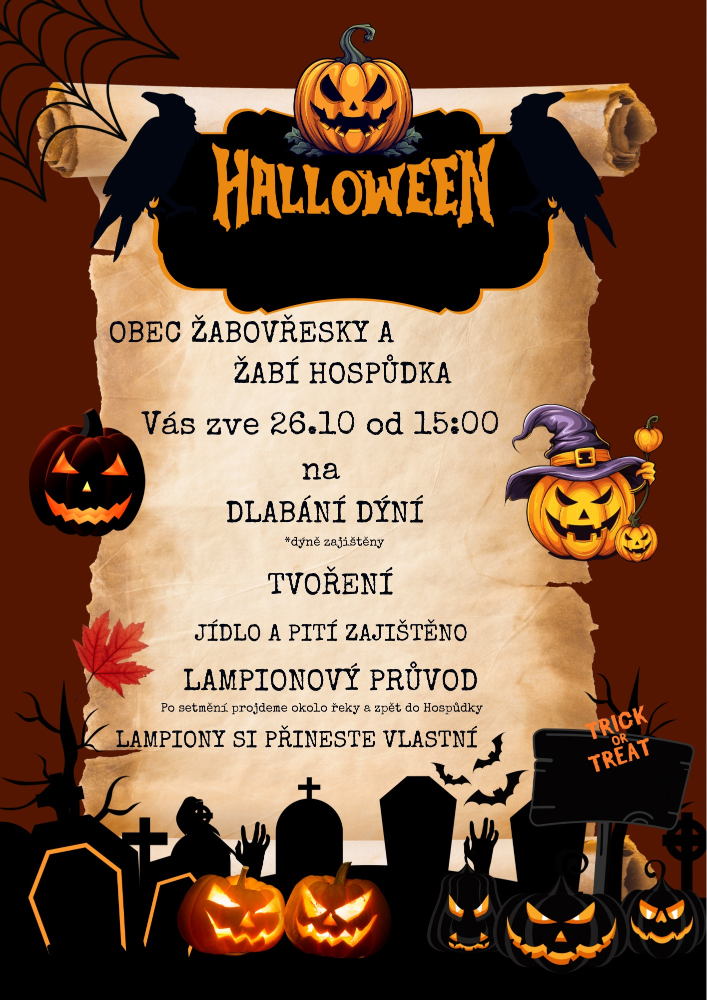 HALLOWEEN
OBEC ŽABOVŘESKY A
ŽABÍ HOSPŮDKA
Vás zve 26.10 od 15:00
na
DLABÁNÍ DÝNÍ
*dýně zajištěny
TVOŘENÍ
JÍDLO A PITÍ ZAJIŠTĚNO
LAMPIONOVÝ PRŮVOD
Po setmění projdeme okolo řeky a zpět do Hospůdky
LAMPIONY SI PŘINESTE VLASTNÍ
TRICK
OR
TREAT